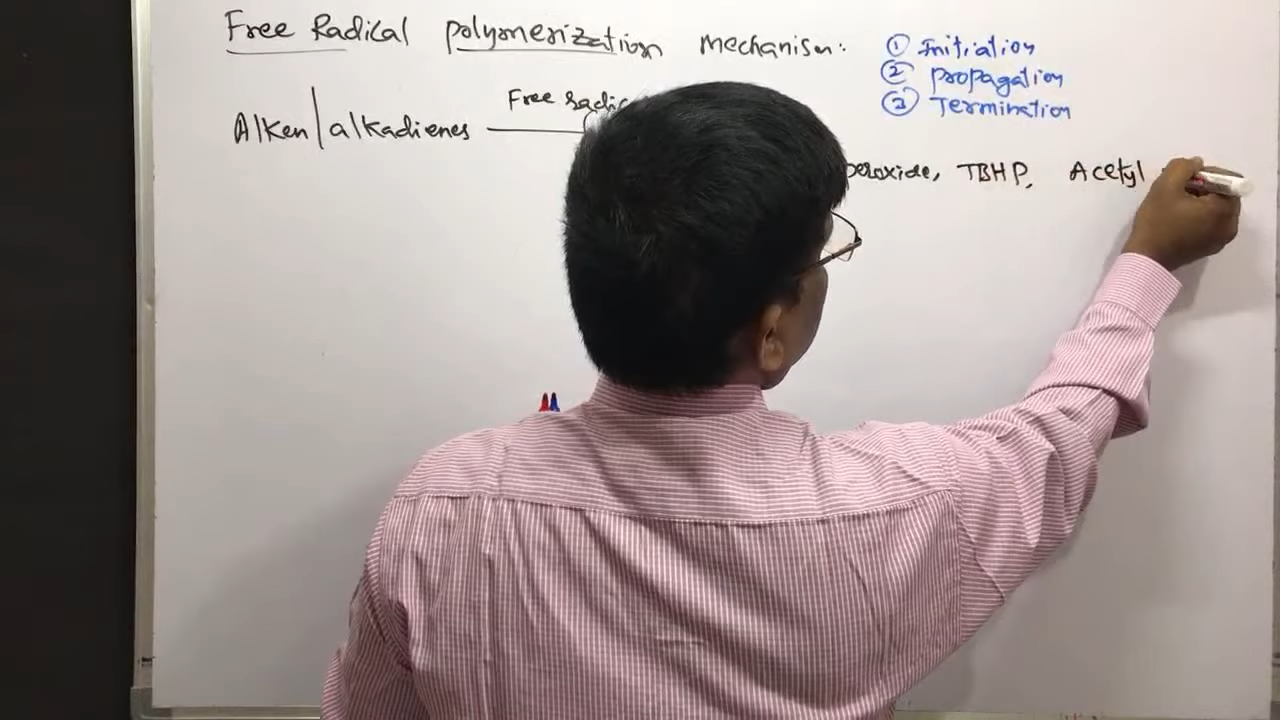 Free Radical polymerization mechanism:
① Initiation
② propagation
③ Termination
Alken/alkadienes
Free radic
peroxide, TBHP, Acetyl